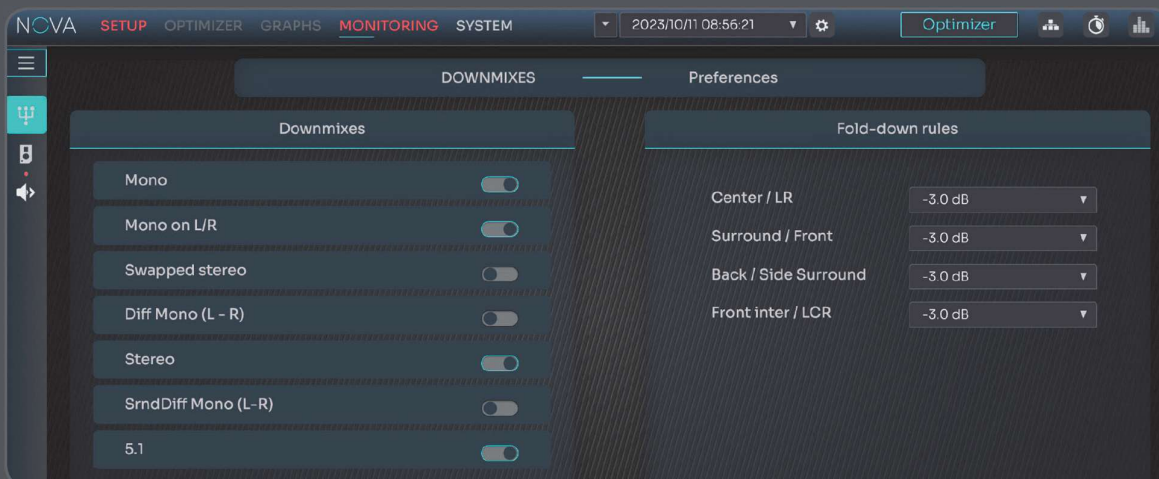 NOVA SETUP OPTIMIZER GRAPHS MONITORING SYSTEM 2023/10/11 08:56:21 Optimizer
DOWNMIXES Preferences
Downmixes
Mono
Mono on L/R
Swapped stereo
Diff Mono (L - R)
Stereo
SrndDiff Mono (L-R)
5.1
Fold-down rules
Center / LR -3.0 dB
Surround / Front -3.0 dB
Back / Side Surround -3.0 dB
Front inter / LCR -3.0 dB